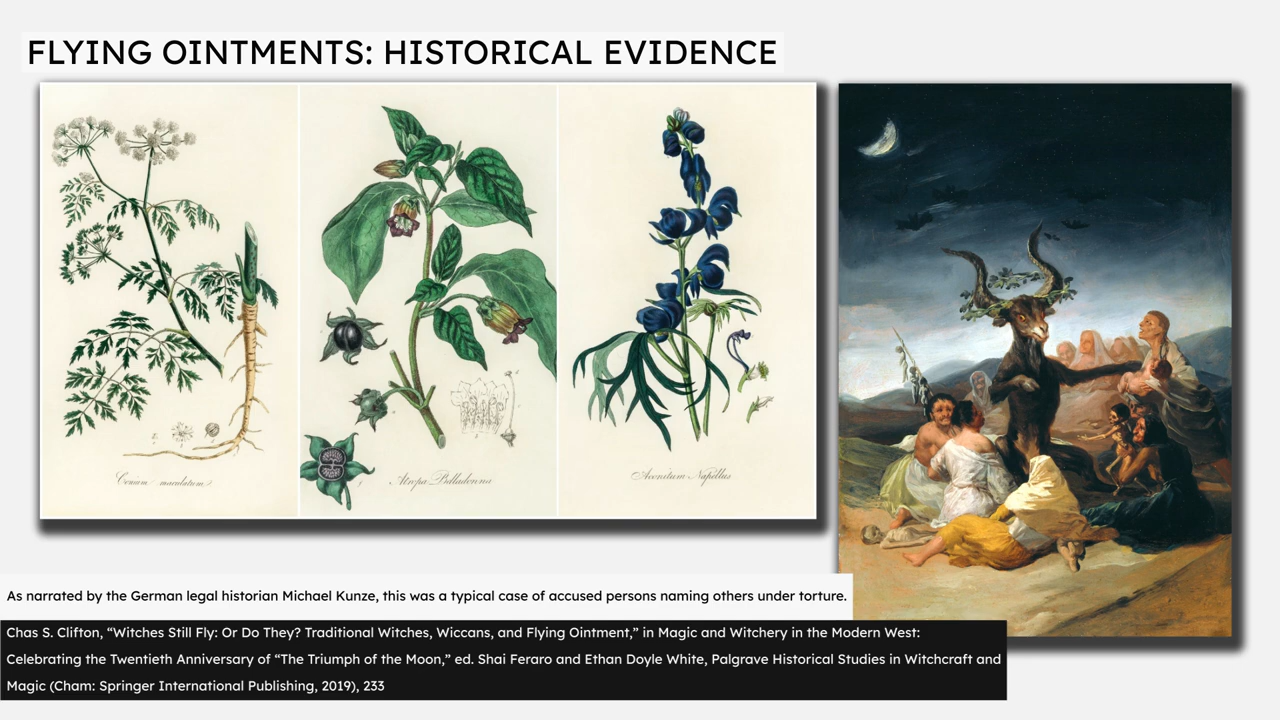 FLYING OINTMENTS: HISTORICAL EVIDENCE
Conium maculatum
Atropa Belladonna
Aconitum Napellus
As narrated by the German legal historian Michael Kunze, this was a typical case of accused persons naming others under torture.
Chas S. Clifton, “Witches Still Fly: Or Do They? Traditional Witches, Wiccans, and Flying Ointment,” in Magic and Witchery in the Modern West:
Celebrating the Twentieth Anniversary of “The Triumph of the Moon,” ed. Shai Feraro and Ethan Doyle White, Palgrave Historical Studies in Witchcraft and
Magic (Cham: Springer International Publishing, 2019), 233